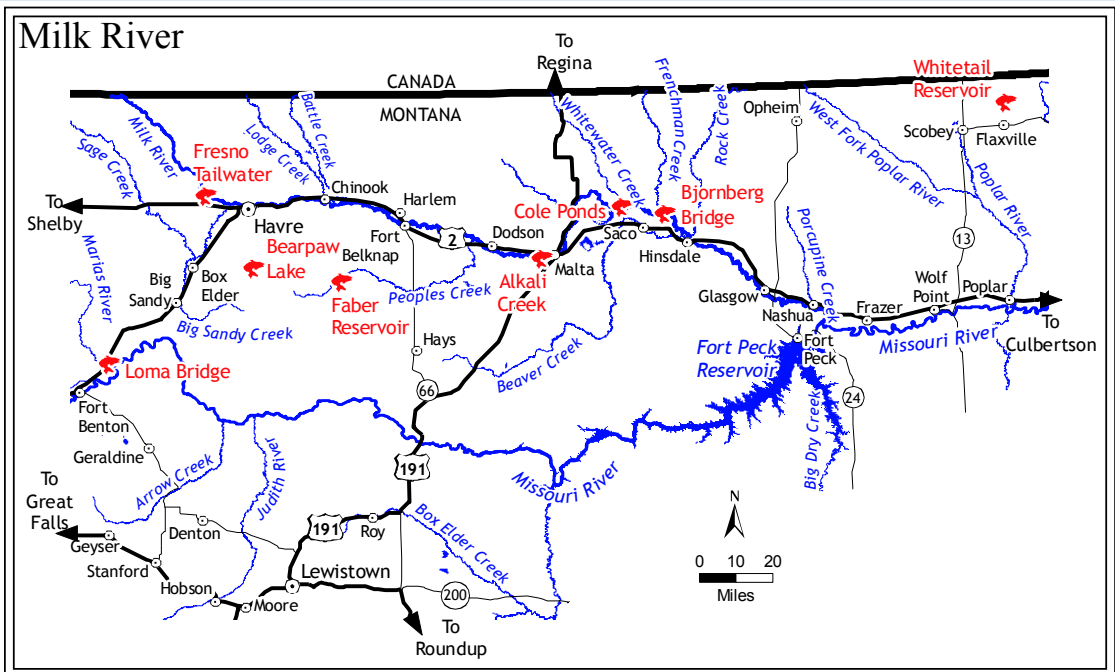 Milk River
To
Regina
CANADA
MONTANA
Whitetail
Reservoir
Opheim
Scobey
Flaxville
Sage Creek
Milk River
Lodge Creek
Battle Creek
Whitewater Creek
Frenchman Creek
Rock Creek
West Fork Poplar River
Poplar River
Fresno
Tailwater
To
Shelby
Havre
Chinook
Harlem
Fort
Belknap
2
Dodson
Cole Ponds
Saco
Bjornberg
Bridge
Hinsdale
Malta
Porcupine Creek
13
Marias River
Big
Sandy
Box
Elder
Bearpaw
Lake
Faber
Reservoir
Peoples Creek
Alkali
Creek
Glasgow
Nashua
Frazer
Wolf
Point
Poplar
To
Culbertson
Missouri River
Big Sandy Creek
Loma Bridge
Hays
Beaver Creek
Fort Peck
Reservoir
Fort
Peck
66
24
Big Dry Creek
Fort
Benton
Geraldine
Arrow Creek
Judith River
191
Missouri River
To
Great
Falls
Geyser
Stanford
Denton
191
Roy
Box Elder Creek
Hobson
Moore
Lewistown
200
To
Roundup
N
0 10 20
Miles